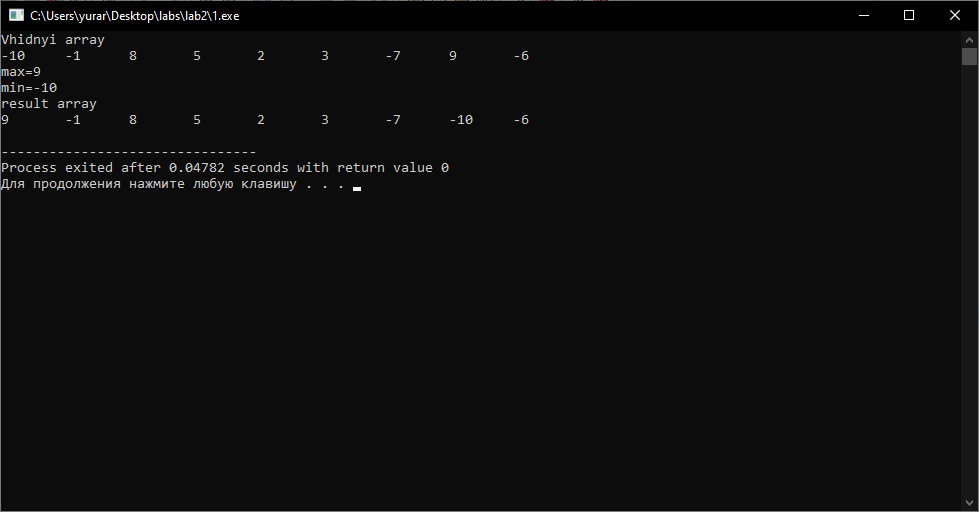 C:\Users\yurar\Desktop\labs\lab2\1.exe
Vhidnyi array
-10 -1 8 5 2 3 -7 9 -6
max=9
min=-10
result array
9 -1 8 5 2 3 -7 -10 -6
--------------------------------
Process exited after 0.04782 seconds with return value 0
Для продолжения нажмите любую клавишу . . .